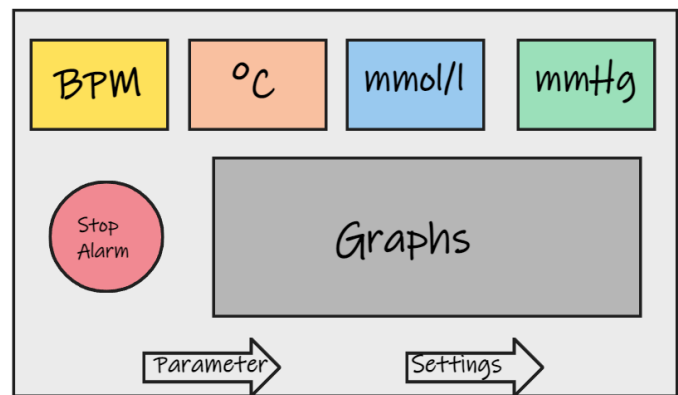 BPM
°C
mmol/l
mmHg
Stop
Alarm
Graphs
Parameter
Settings